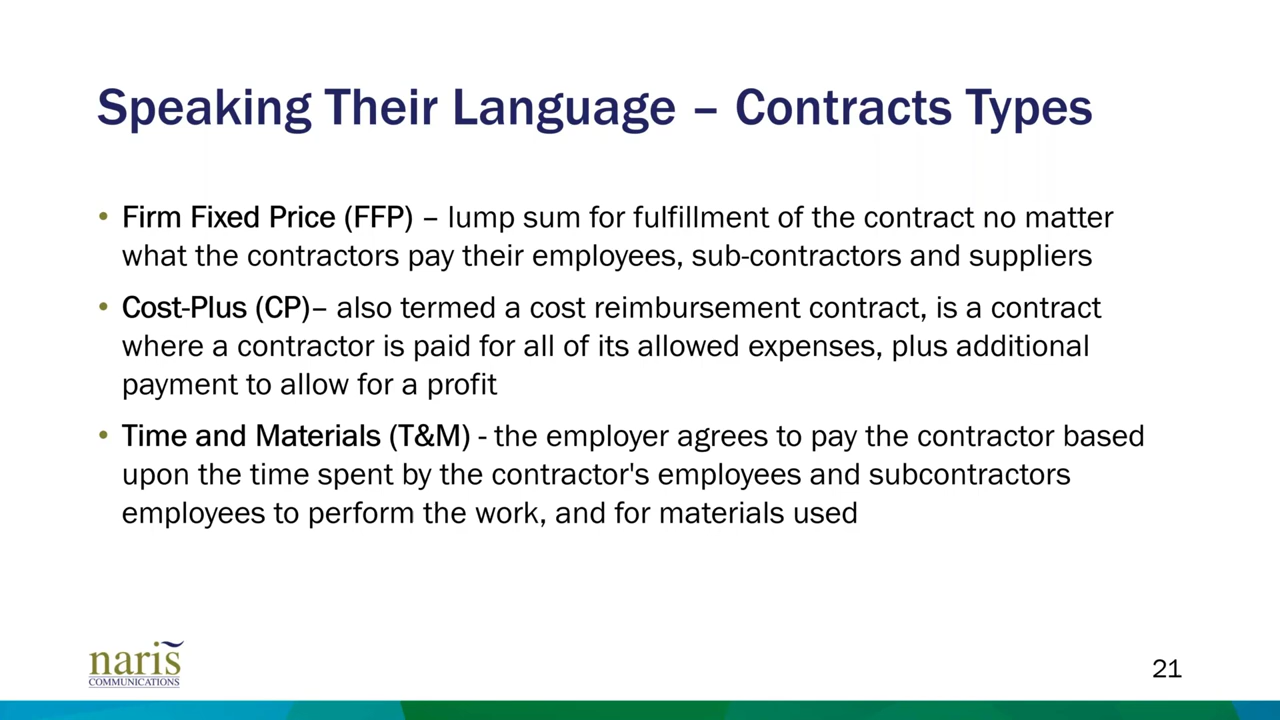 Speaking Their Language – Contracts Types
• Firm Fixed Price (FFP) – lump sum for fulfillment of the contract no matter
what the contractors pay their employees, sub-contractors and suppliers
• Cost-Plus (CP)– also termed a cost reimbursement contract, is a contract
where a contractor is paid for all of its allowed expenses, plus additional
payment to allow for a profit
• Time and Materials (T&M) - the employer agrees to pay the contractor based
upon the time spent by the contractor's employees and subcontractors
employees to perform the work, and for materials used
naris
COMMUNICATIONS
21